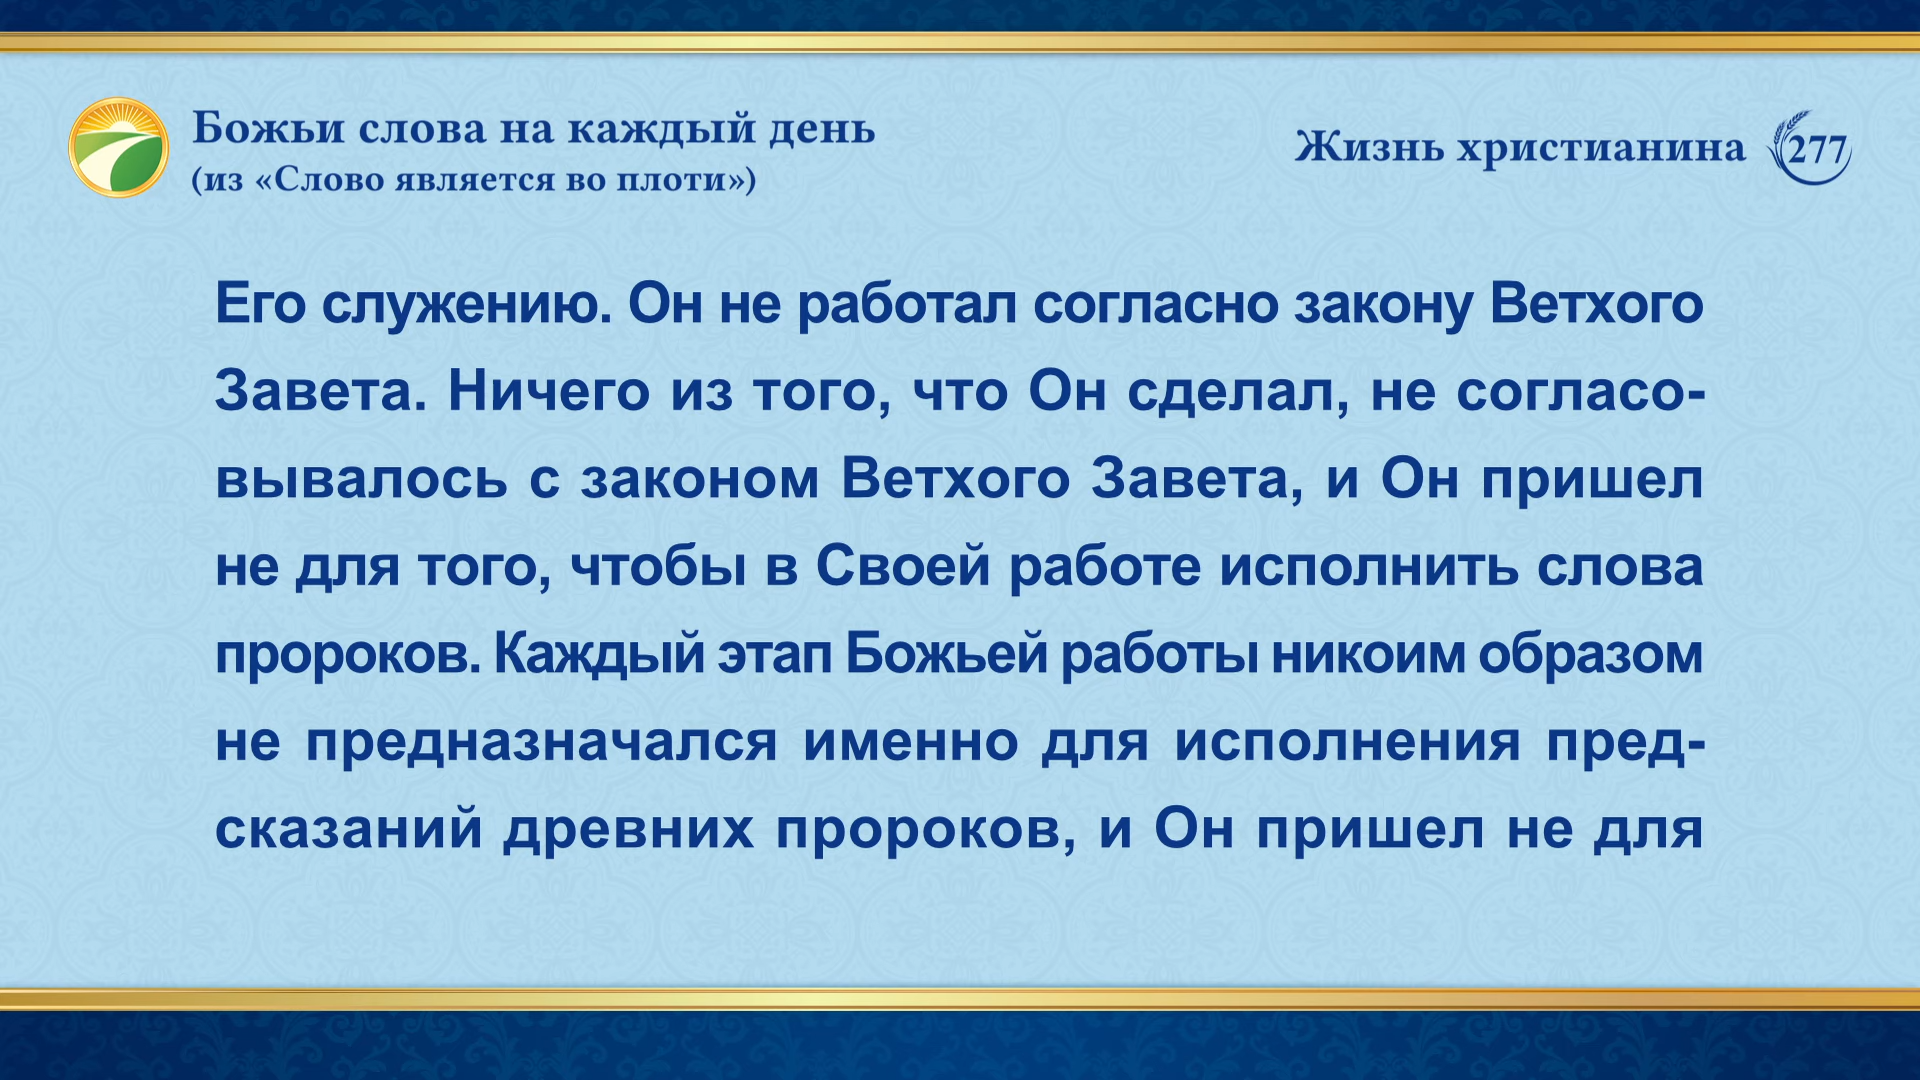 Божьи слова на каждый день
(из «Слово является во плоти»)
Жизнь христианина 277
Его служению. Он не работал согласно закону Ветхого
Завета. Ничего из того, что Он сделал, не согласо-
вывалось с законом Ветхого Завета, и Он пришел
не для того, чтобы в Своей работе исполнить слова
пророков. Каждый этап Божьей работы никоим образом
не предназначался именно для исполнения пред-
сказаний древних пророков, и Он пришел не для